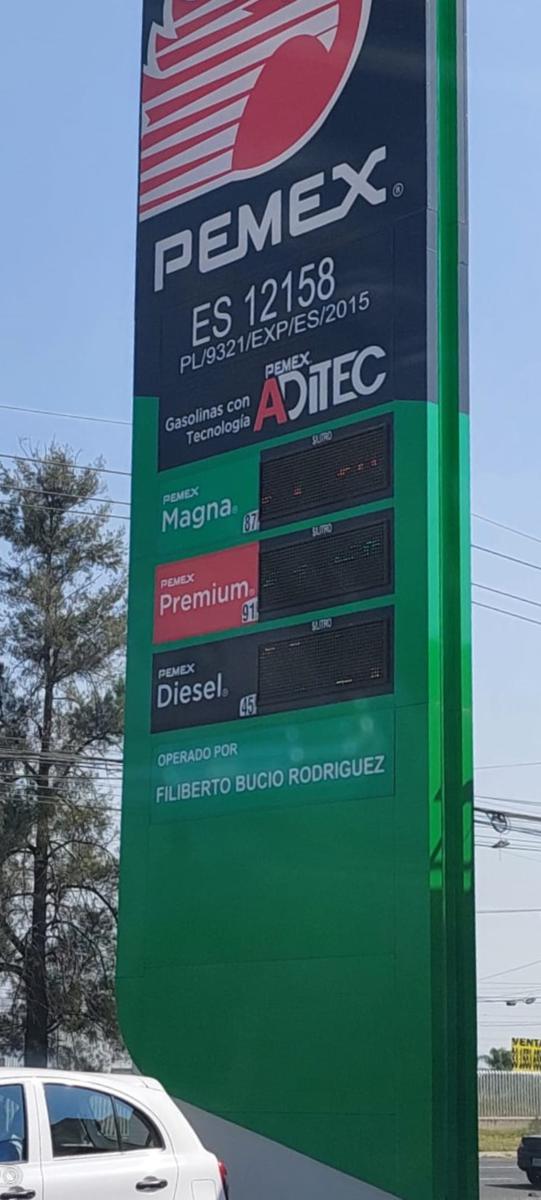 PEMEX®
ES 12158
PL/9321/EXP/ES/2015
Gasolinas con
Tecnología
PEMEX
ADITEC
$/LITRO
PEMEX
Magna®
87
$/LITRO
PEMEX
Premium®
91
$/LITRO
PEMEX
Diesel®
45
OPERADO POR
FILIBERTO BUCIO RODRIGUEZ
VENTA